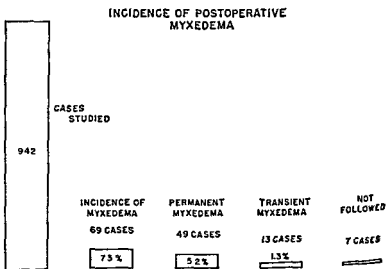 INCIDENCE OF POSTOPERATIVE
MYXEDEMA
CASES
STUDIED
942
INCIDENCE OF
MYXEDEMA
69 CASES
7 3 %
PERMANENT
MYXEDEMA
49 CASES
5 2 %
TRANSIENT
MYXEDEMA
13 CASES
1.3%
NOT
FOLLOWED
7 CASES